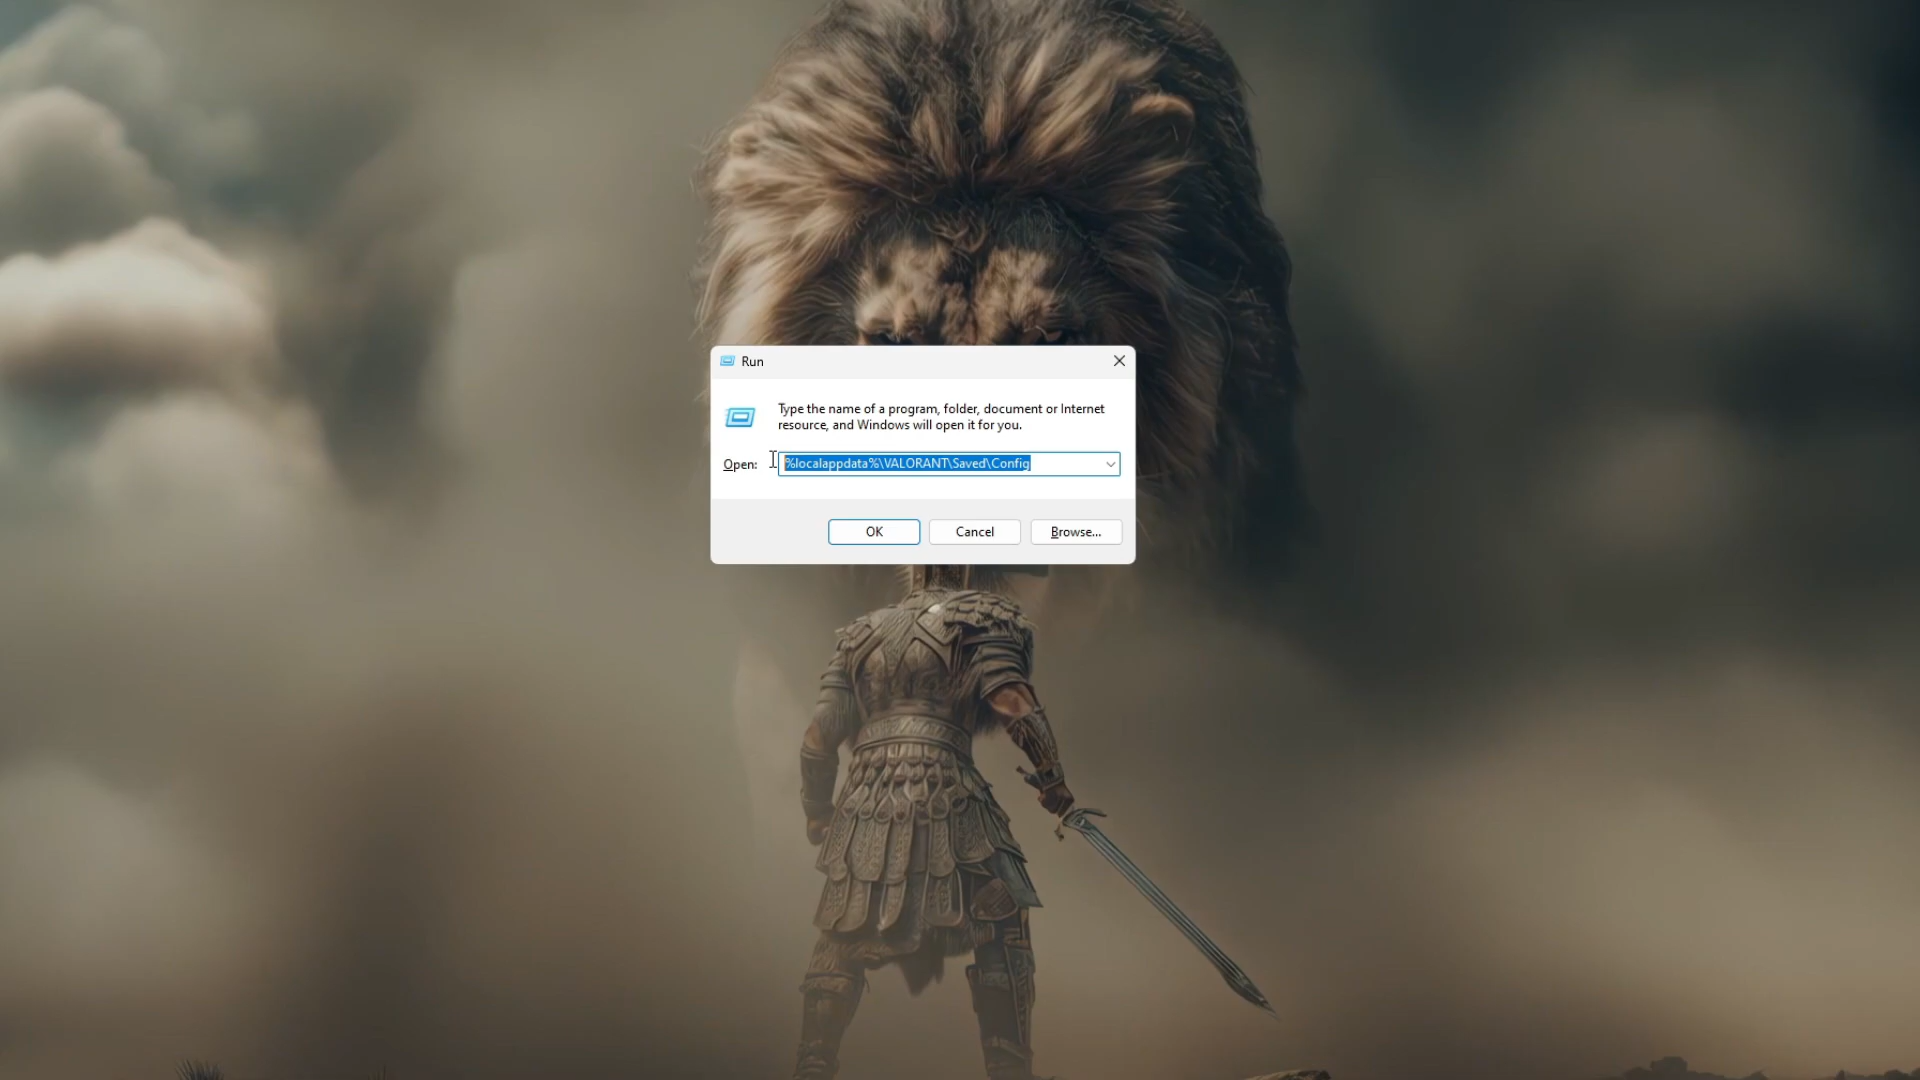 Run
Type the name of a program, folder, document or Internet
resource, and Windows will open it for you.
Open: %localappdata%\VALORANT\Saved\Config
OK Cancel Browse...